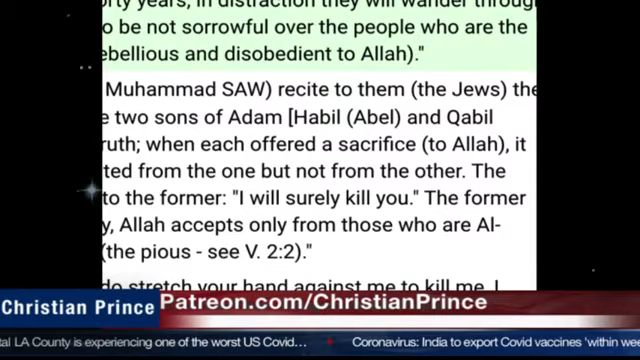 orty years, in distraction they will wander through
o be not sorrowful over the people who are the
ebellious and disobedient to Allah)."
Muhammad SAW) recite to them (the Jews) the
e two sons of Adam [Habil (Abel) and Qabil
ruth; when each offered a sacrifice (to Allah), it
ted from the one but not from the other. The
to the former: "I will surely kill you." The former
y, Allah accepts only from those who are Al-
(the pious - see V. 2:2)."
do stretch your hand against me to kill me, I
Christian Prince
Patreon.com/ChristianPrince
tal LA County is experiencing one of the worst US Covid...
Coronavirus: India to export Covid vaccines 'within wee